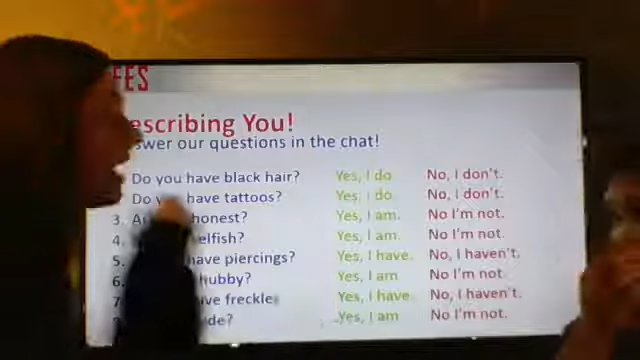 FES
escribing You!
swer our questions in the chat!
Do you have black hair? Yes, I do No, I don't.
Do have tattoos? Yes, I do No, I don't.
3. honest? Yes, I am. No I'm not.
4. elfish? Yes, I am. No I'm not.
5. ave piercings? Yes, I have. No, I haven't.
6. hubby? Yes, I am No I'm not.
ve freckle Yes, I have. No, I haven't.
de? Yes, I am No I'm not.